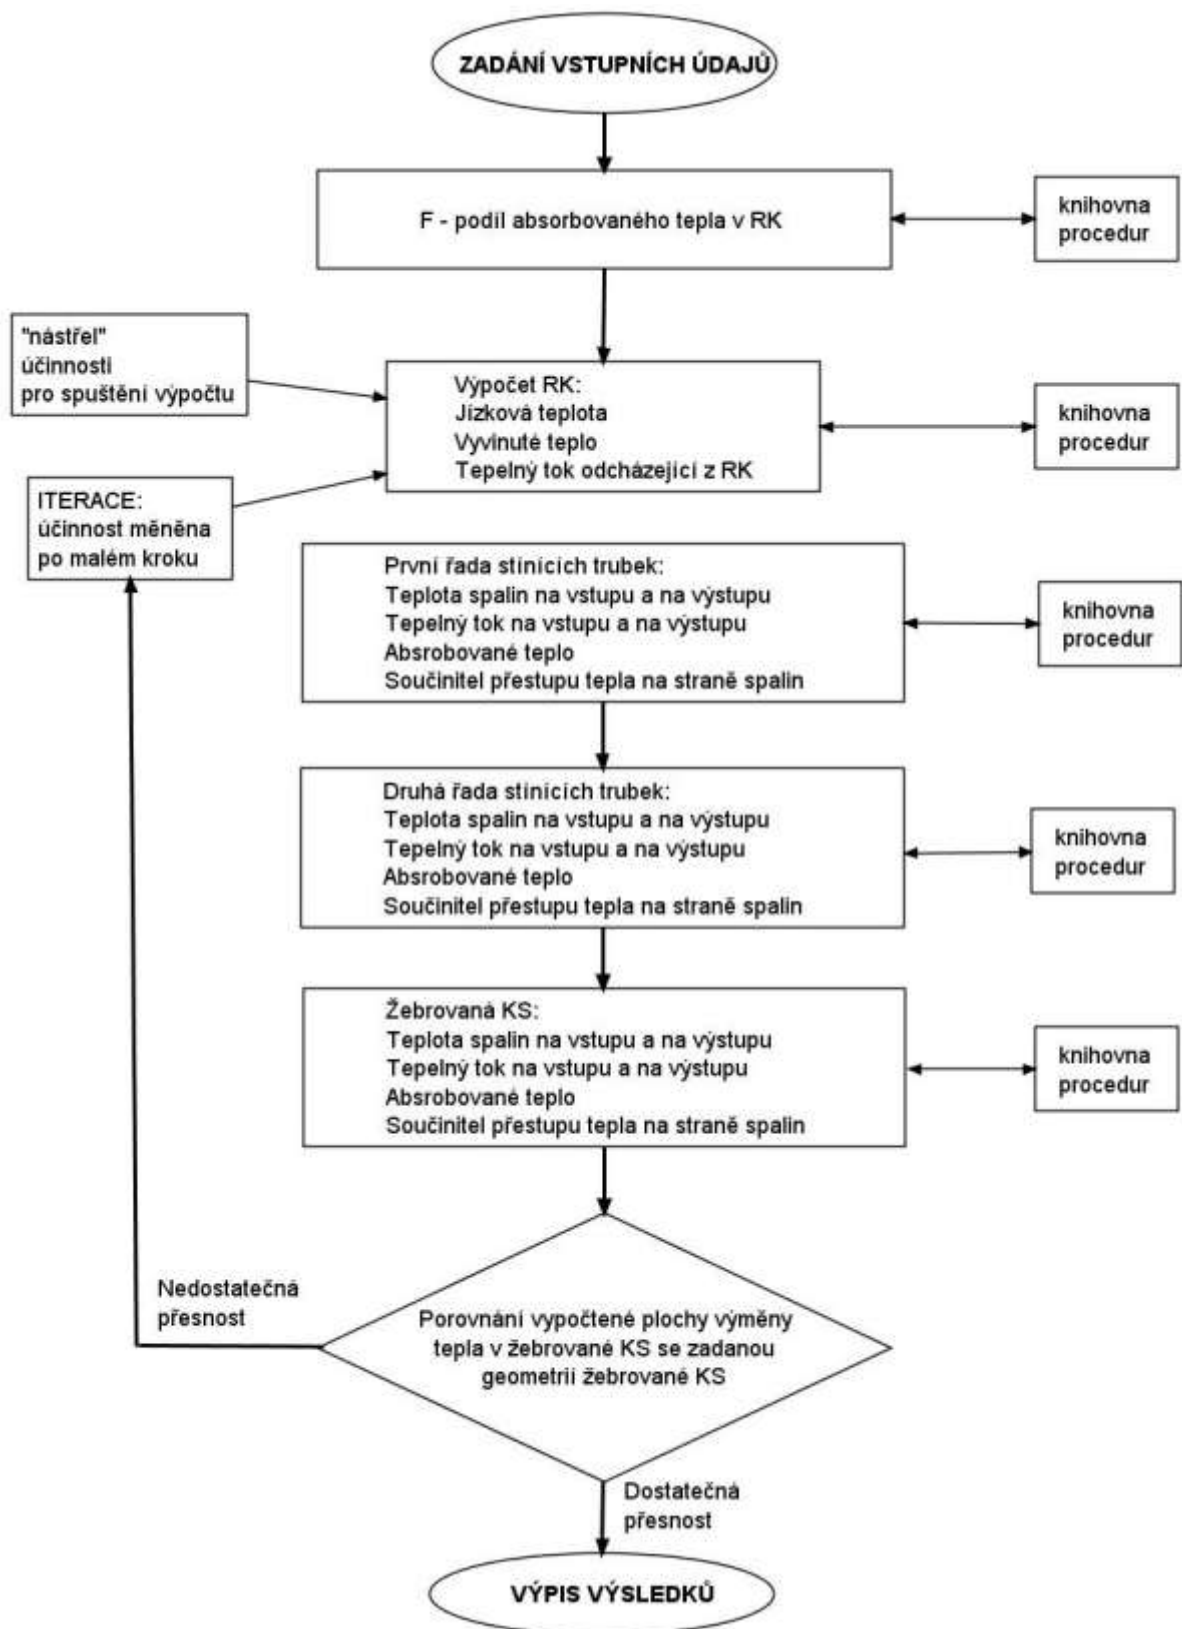 ZADÁNÍ VSTUPNÍCH ÚDAJŮ
F - podíl absorbovaného tepla v RK
knihovna
procedur
"nástřel"
účinnosti
pro spuštění výpočtu
Výpočet RK:
Jízková teplota
Vyvinuté teplo
Tepelný tok odcházející z RK
knihovna
procedur
ITERACE:
účinnost měněna
po malém kroku
První řada stínících trubek:
Teplota spalin na vstupu a na výstupu
Tepelný tok na vstupu a na výstupu
Absrobované teplo
Součinitel přestupu tepla na straně spalin
knihovna
procedur
Druhá řada stínících trubek:
Teplota spalin na vstupu a na výstupu
Tepelný tok na vstupu a na výstupu
Absrobované teplo
Součinitel přestupu tepla na straně spalin
knihovna
procedur
Žebrovaná KS:
Teplota spalin na vstupu a na výstupu
Tepelný tok na vstupu a na výstupu
Absrobované teplo
Součinitel přestupu tepla na straně spalin
knihovna
procedur
Nedostatečná
přesnost
Porovnání vypočtené plochy výměny
tepla v žebrované KS se zadanou
geometrií žebrované KS
Dostatečná
přesnost
VÝPIS VÝSLEDKŮ